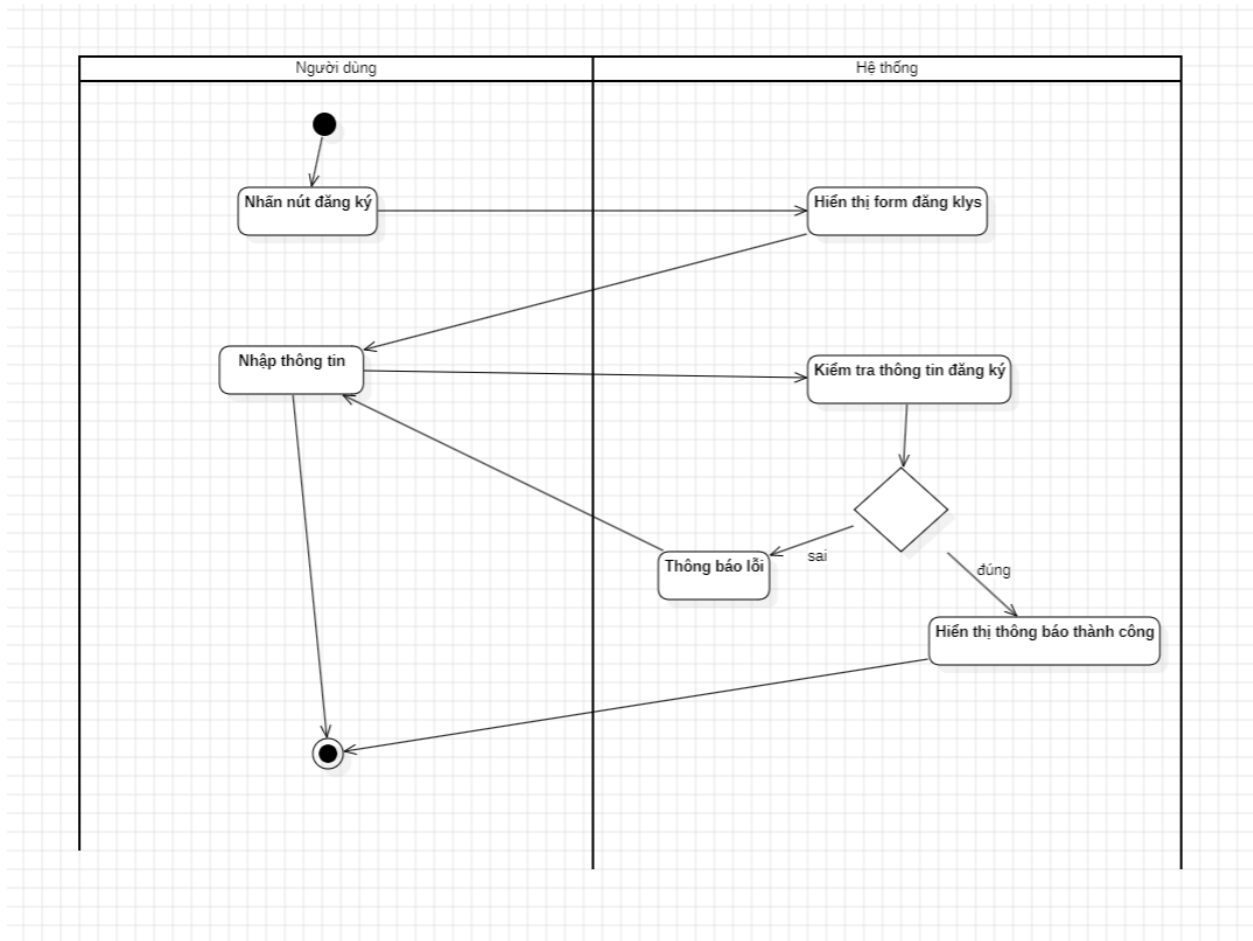 Người dùng
Hệ thống
Nhấn nút đăng ký
Hiển thị form đăng klys
Nhập thông tin
Kiểm tra thông tin đăng ký
Thông báo lỗi
sai
đúng
Hiển thị thông báo thành công